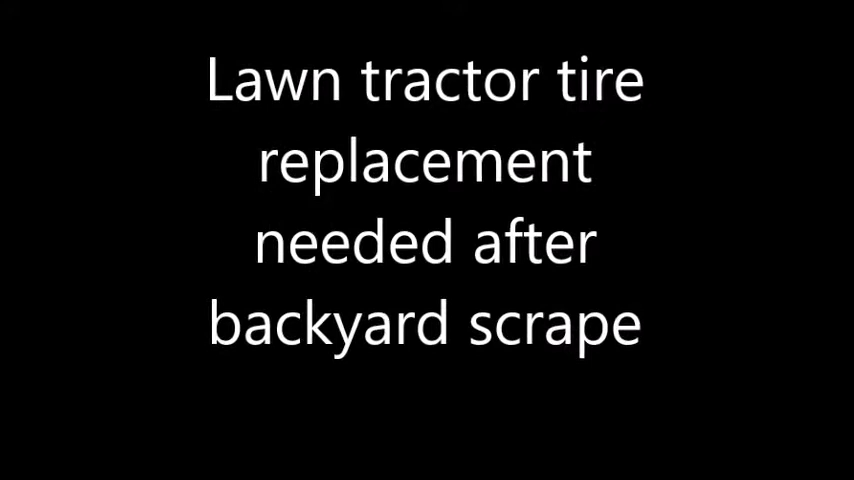 Lawn tractor tire
replacement
needed after
backyard scrape